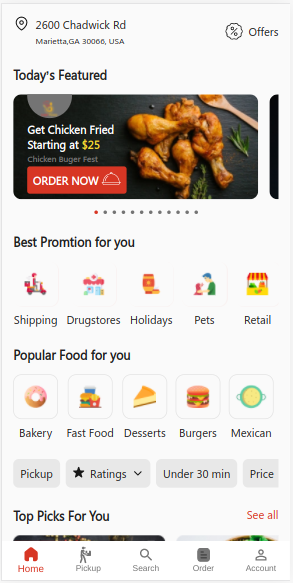 2600 Chadwick Rd
Marietta,GA 30066, USA
Offers
Today's Featured
Get Chicken Fried
Starting at $25
Chicken Buger Fest
ORDER NOW
Best Promtion for you
Shipping Drugstores Holidays Pets Retail
Popular Food for you
Bakery Fast Food Desserts Burgers Mexican
Pickup Ratings Under 30 min Price
Top Picks For You See all
Home Pickup Search Order Account